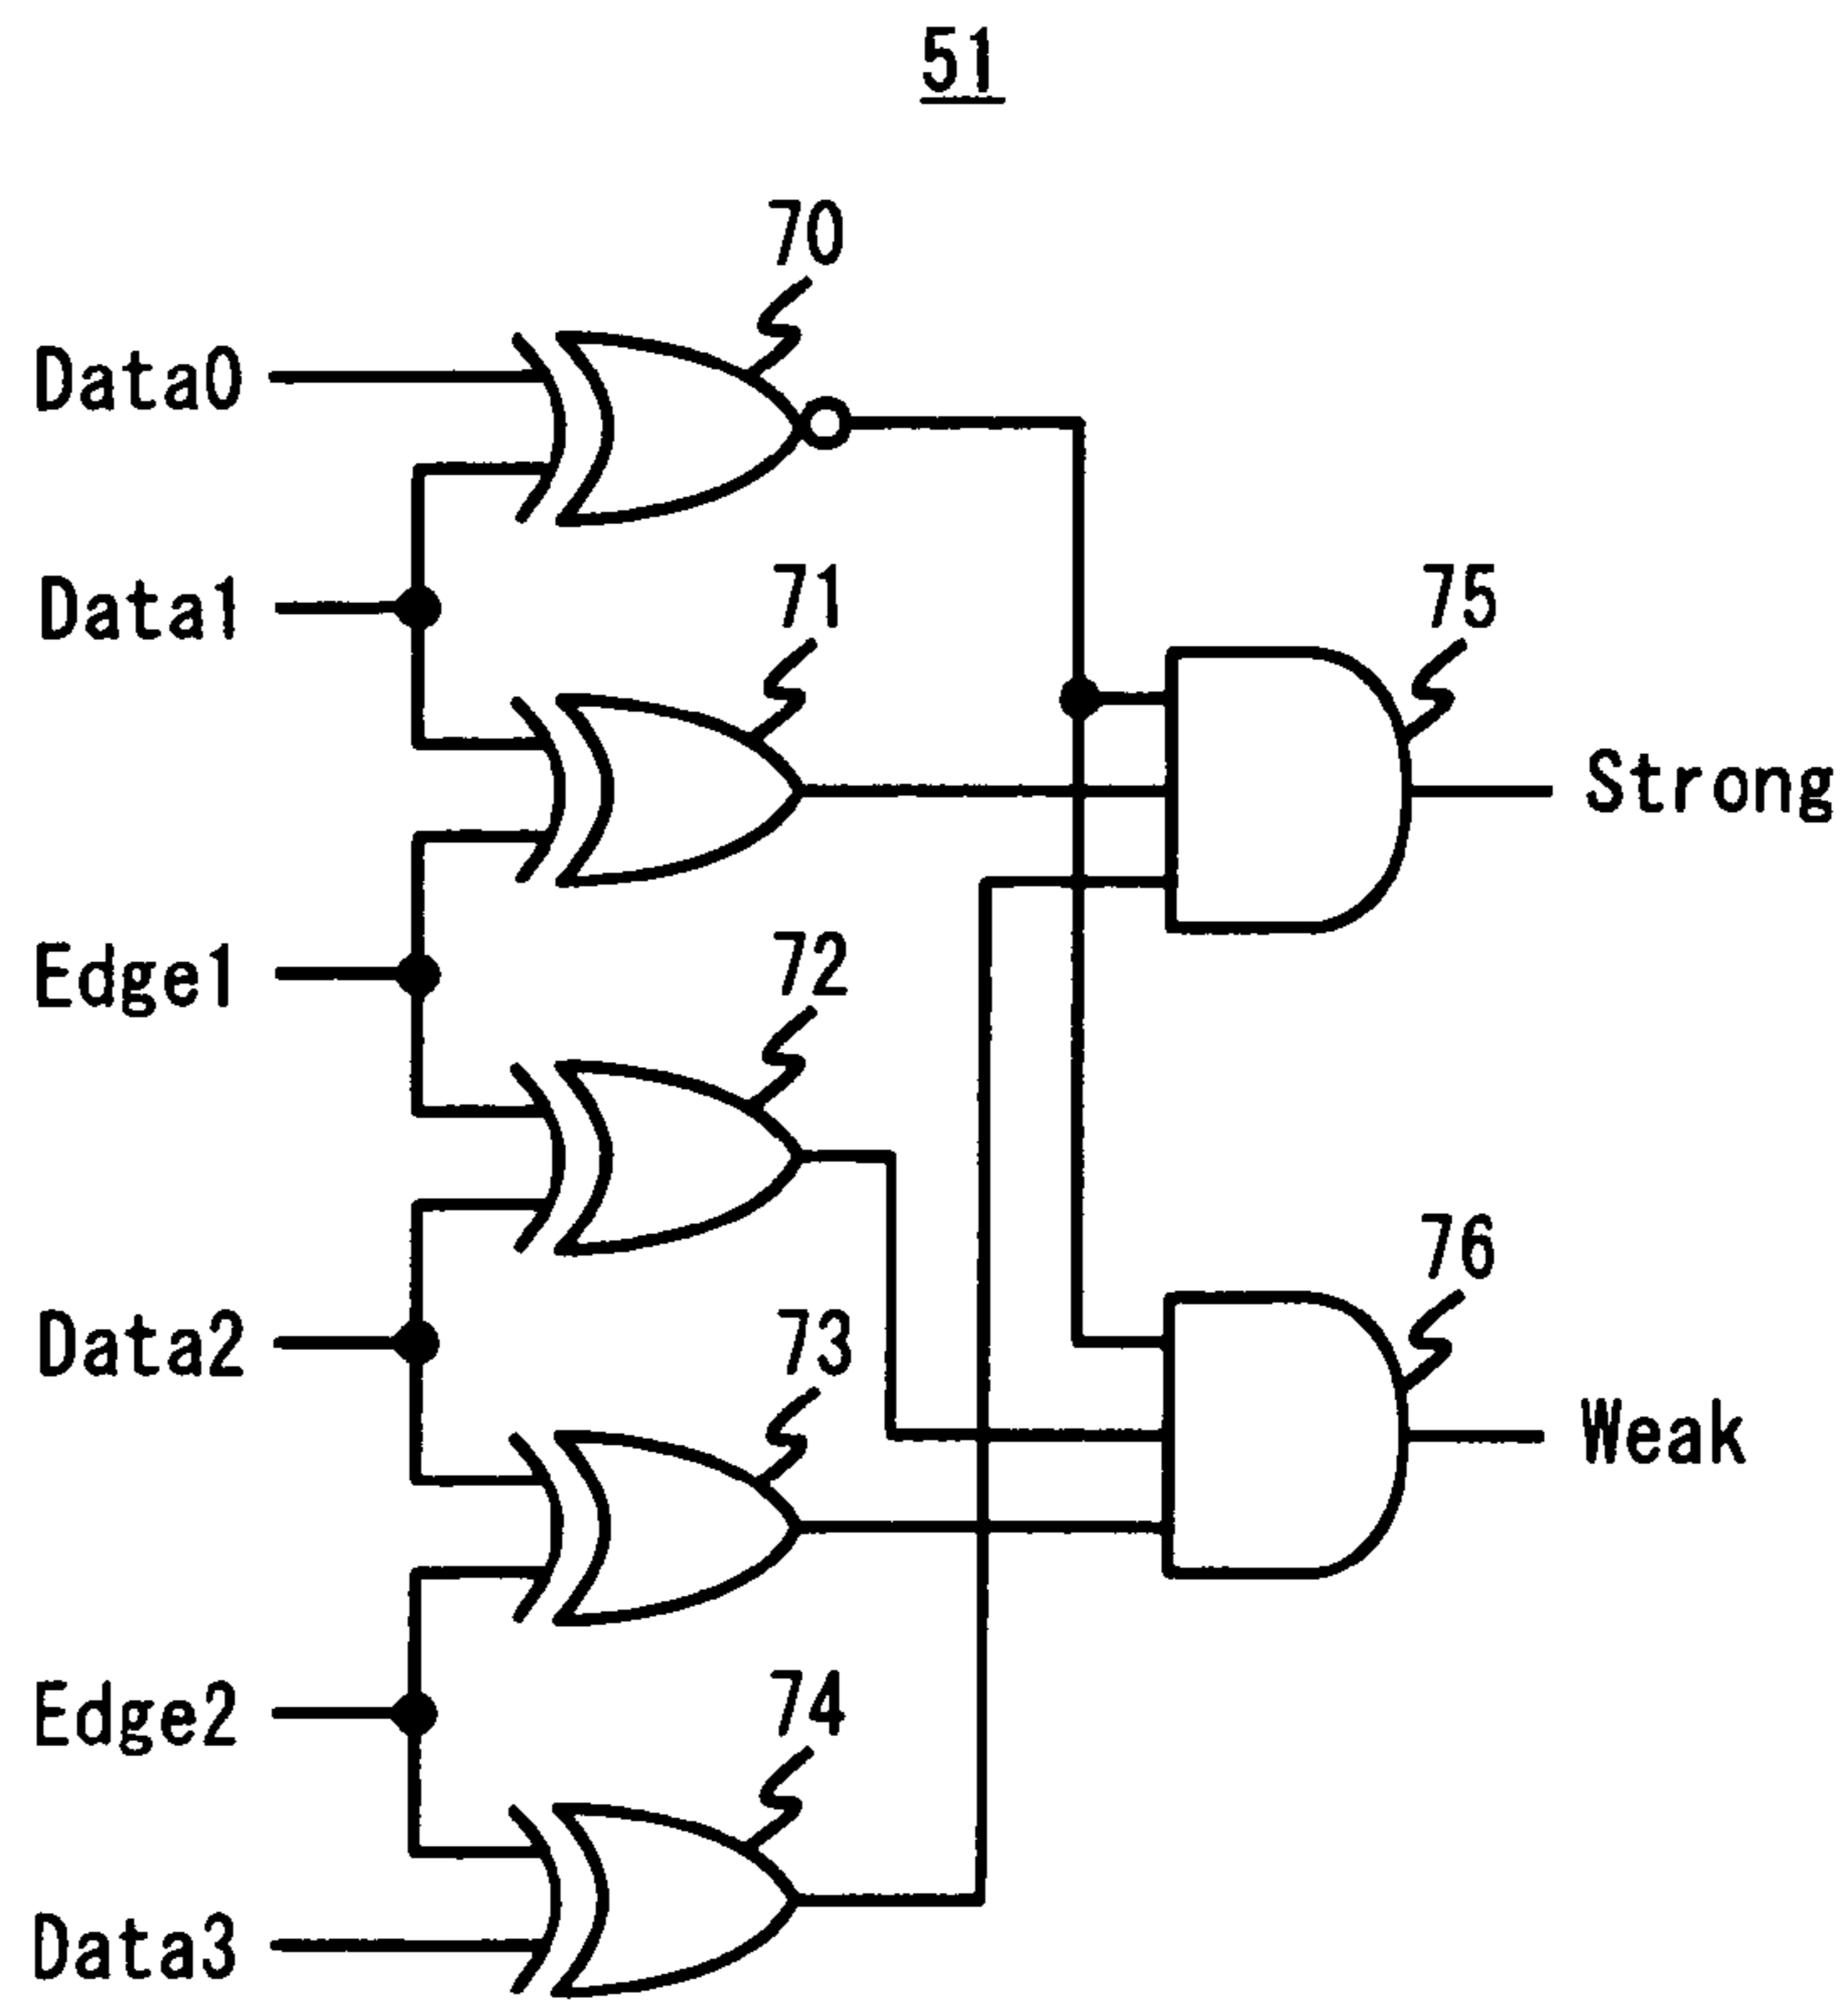 51
70
Data0
Data1
71
75
Strong
Edge1
72
76
Data2
73
Weak
Edge2
74
Data3